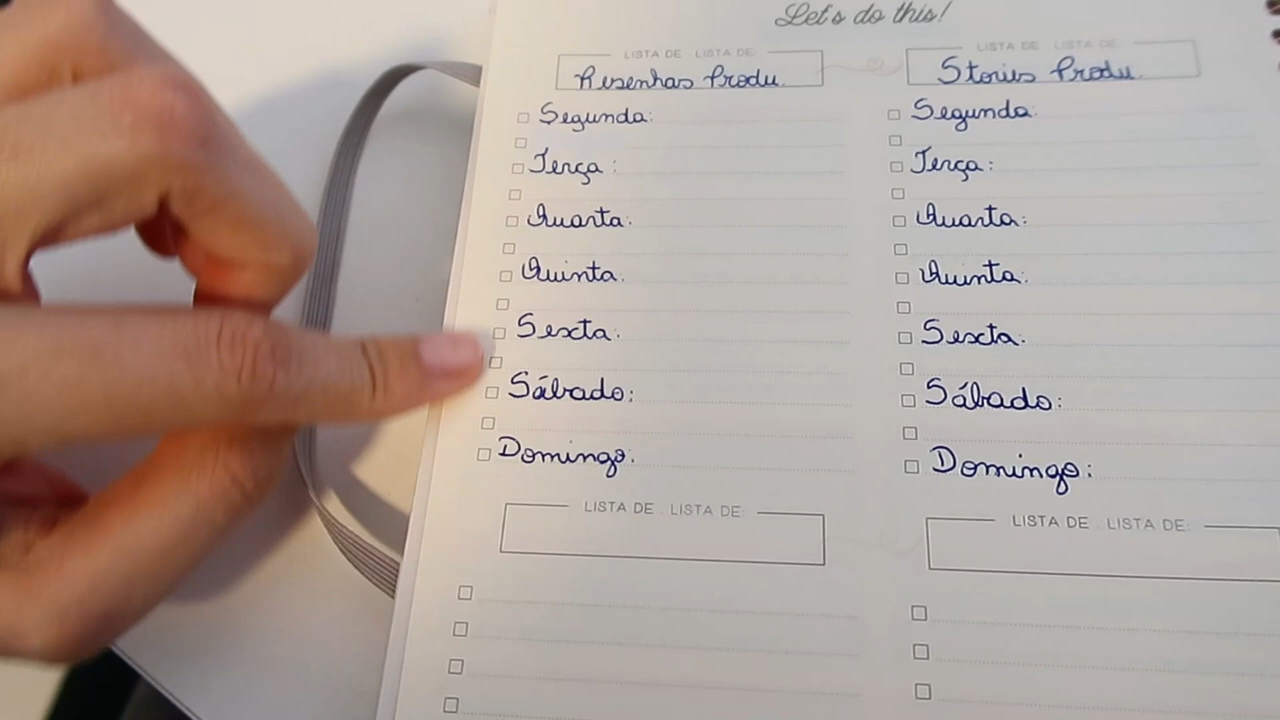 Let's do this!
LISTA DE LISTA DE
Resenhas Produ.
Segunda:
Terça:
Quarta:
Quinta:
Sexta:
Sábado:
Domingo:
LISTA DE LISTA DE
Stories Produ.
Segunda:
Terça:
Quarta:
Quinta:
Sexta:
Sábado:
Domingo:
LISTA DE . LISTA DE:
LISTA DE . LISTA DE: